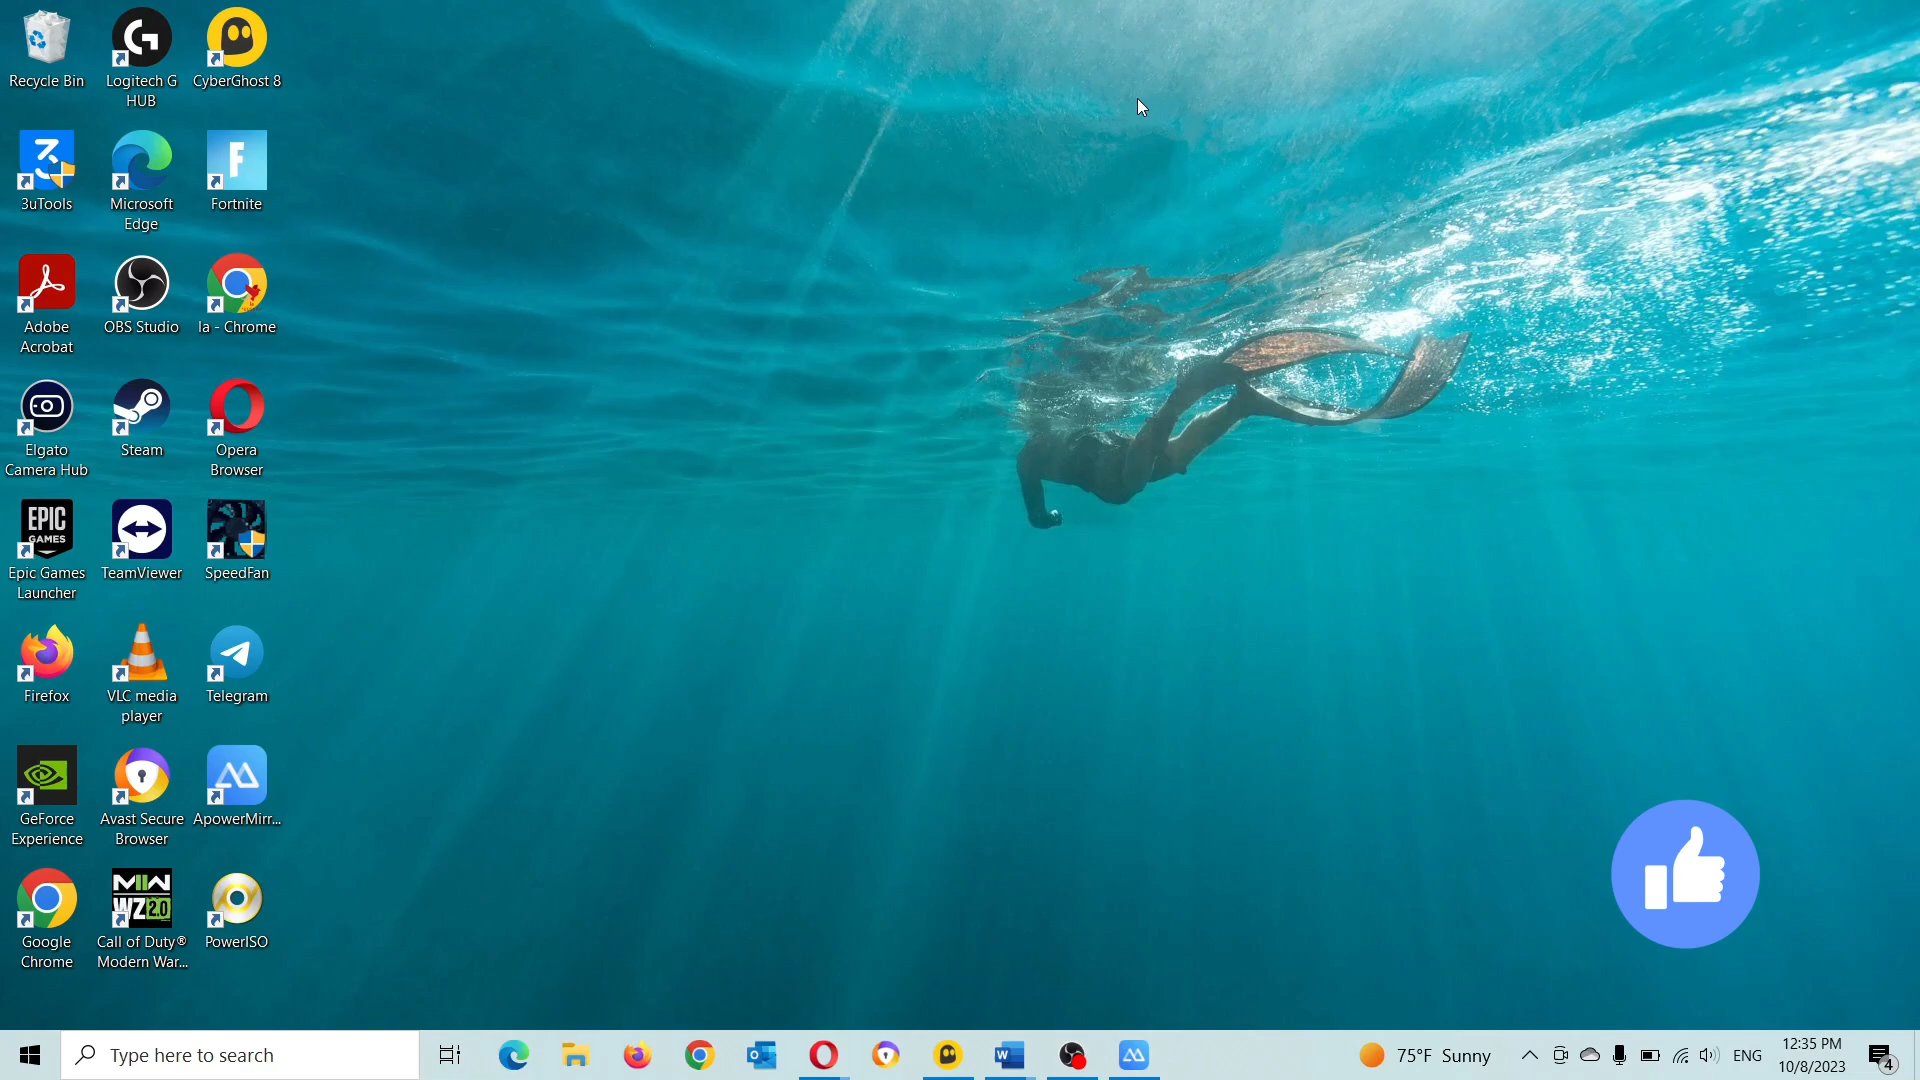 Recycle Bin
Logitech G
HUB
CyberGhost 8
3uTools
Microsoft
Edge
F
Fortnite
Adobe
Acrobat
OBS Studio
la - Chrome
Elgato
Camera Hub
Steam
Opera
Browser
EPIC
GAMES
Epic Games
Launcher
TeamViewer
SpeedFan
Firefox
VLC media
player
Telegram
GeForce
Experience
Avast Secure
Browser
ApowerMirr...
Google
Chrome
MW
WZ 2.0
Call of Duty®
Modern War...
PowerISO
Type here to search
75°F Sunny
ENG
12:35 PM
10/8/2023
4